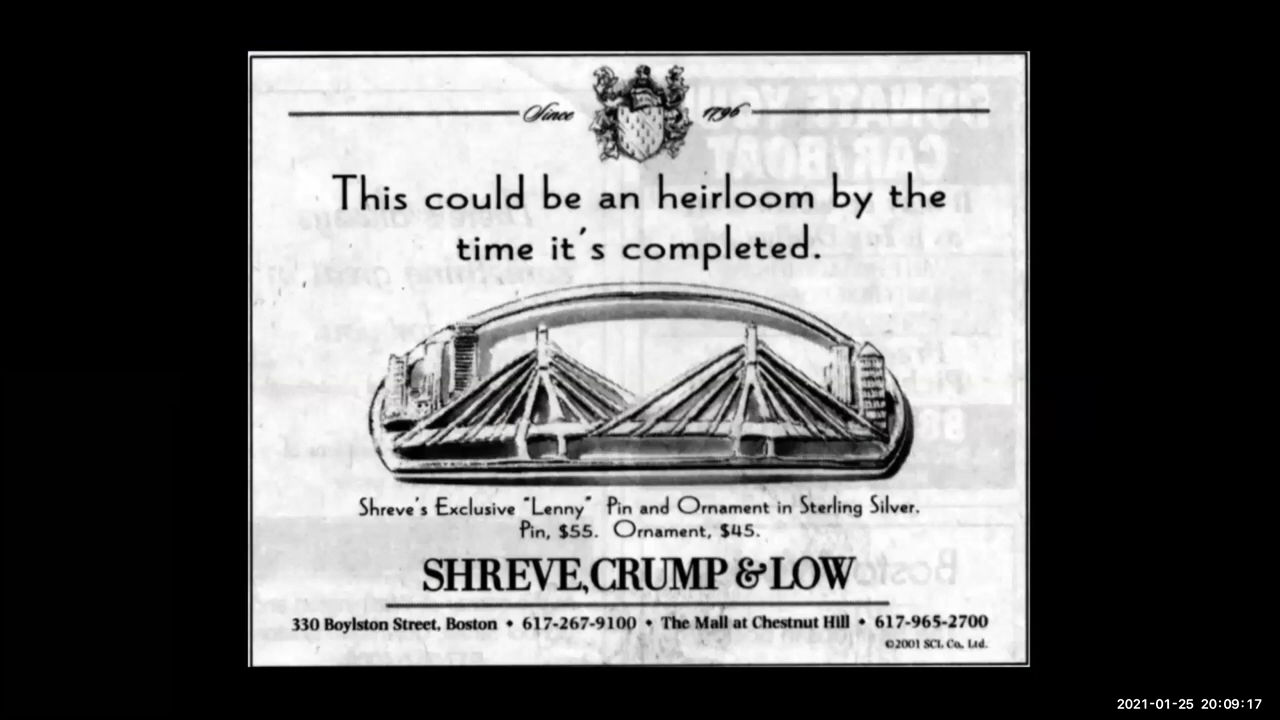 Since 1796
This could be an heirloom by the
time it's completed.
Shreve's Exclusive "Lenny" Pin and Ornament in Sterling Silver.
Pin, $55. Ornament, $45.
SHREVE, CRUMP & LOW
330 Boylston Street, Boston • 617-267-9100 • The Mall at Chestnut Hill • 617-965-2700
©2001 SCL Co., Ltd.
2021-01-25 20:09:17